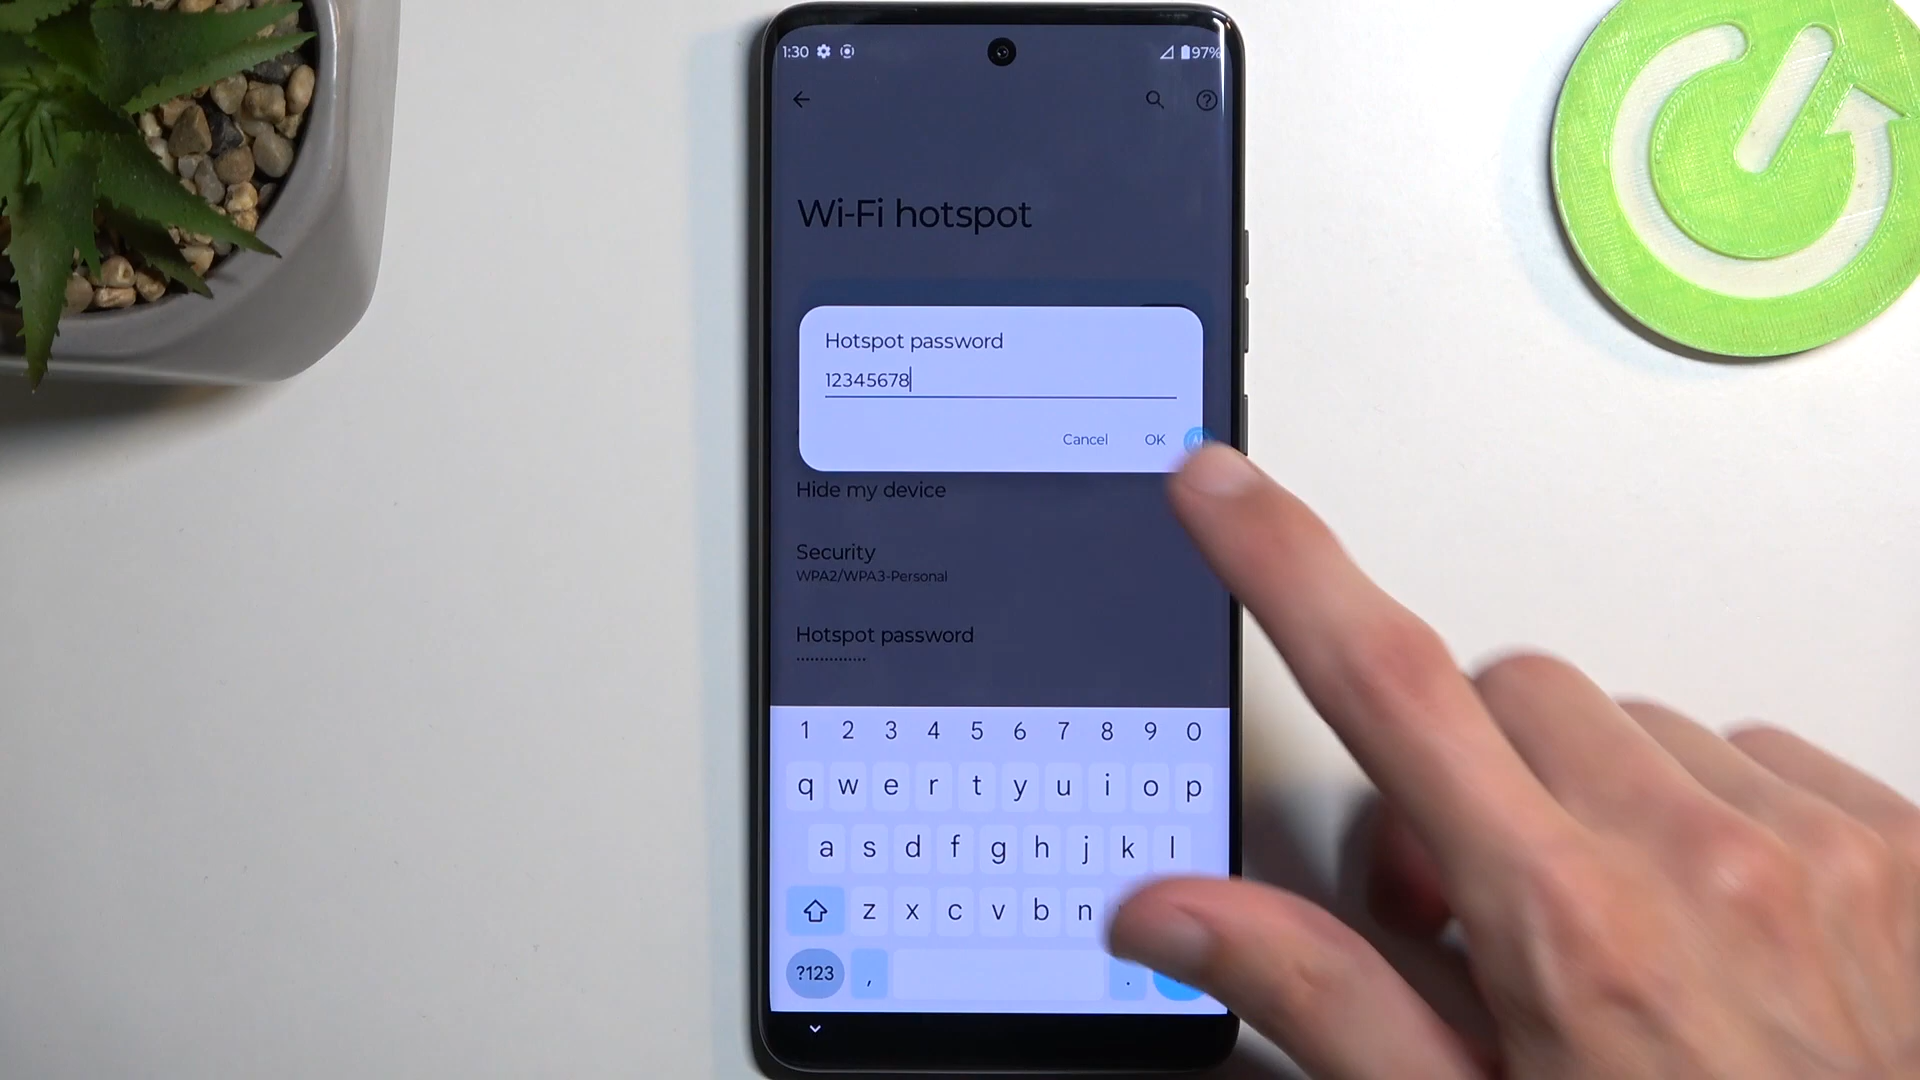 1:30 97%
Wi-Fi hotspot
Hotspot password
12345678
Cancel OK
Hide my device
Security
WPA2/WPA3-Personal
Hotspot password
...............
1 2 3 4 5 6 7 8 9 0
q w e r t y u i o p
a s d f g h j k l
z x c v b n
?123 , .